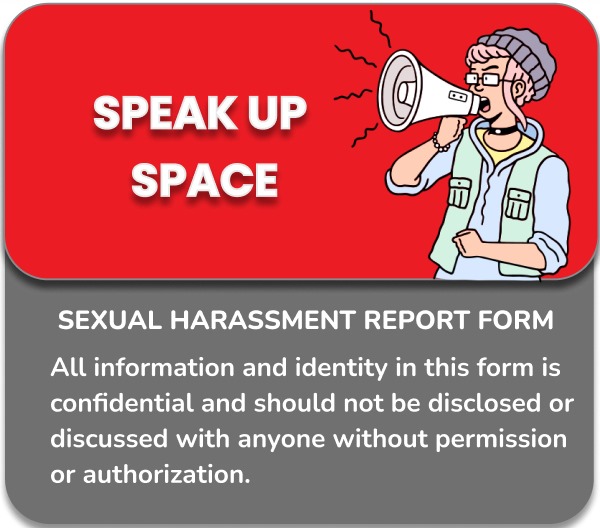 SPEAK UP
SPACE
SEXUAL HARASSMENT REPORT FORM
All information and identity in this form is
confidential and should not be disclosed or
discussed with anyone without permission
or authorization.